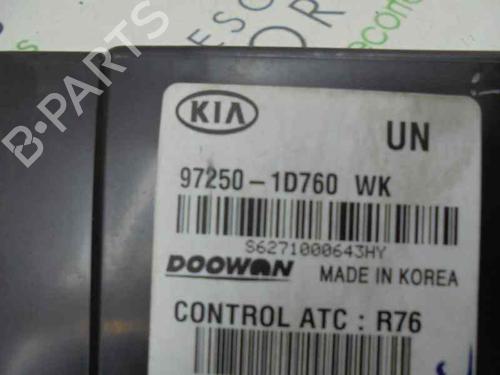 KIA
UN
97250-1D760 WK
S6271000643HY
DOOWON MADE IN KOREA
CONTROL ATC : R76
B-PARTS